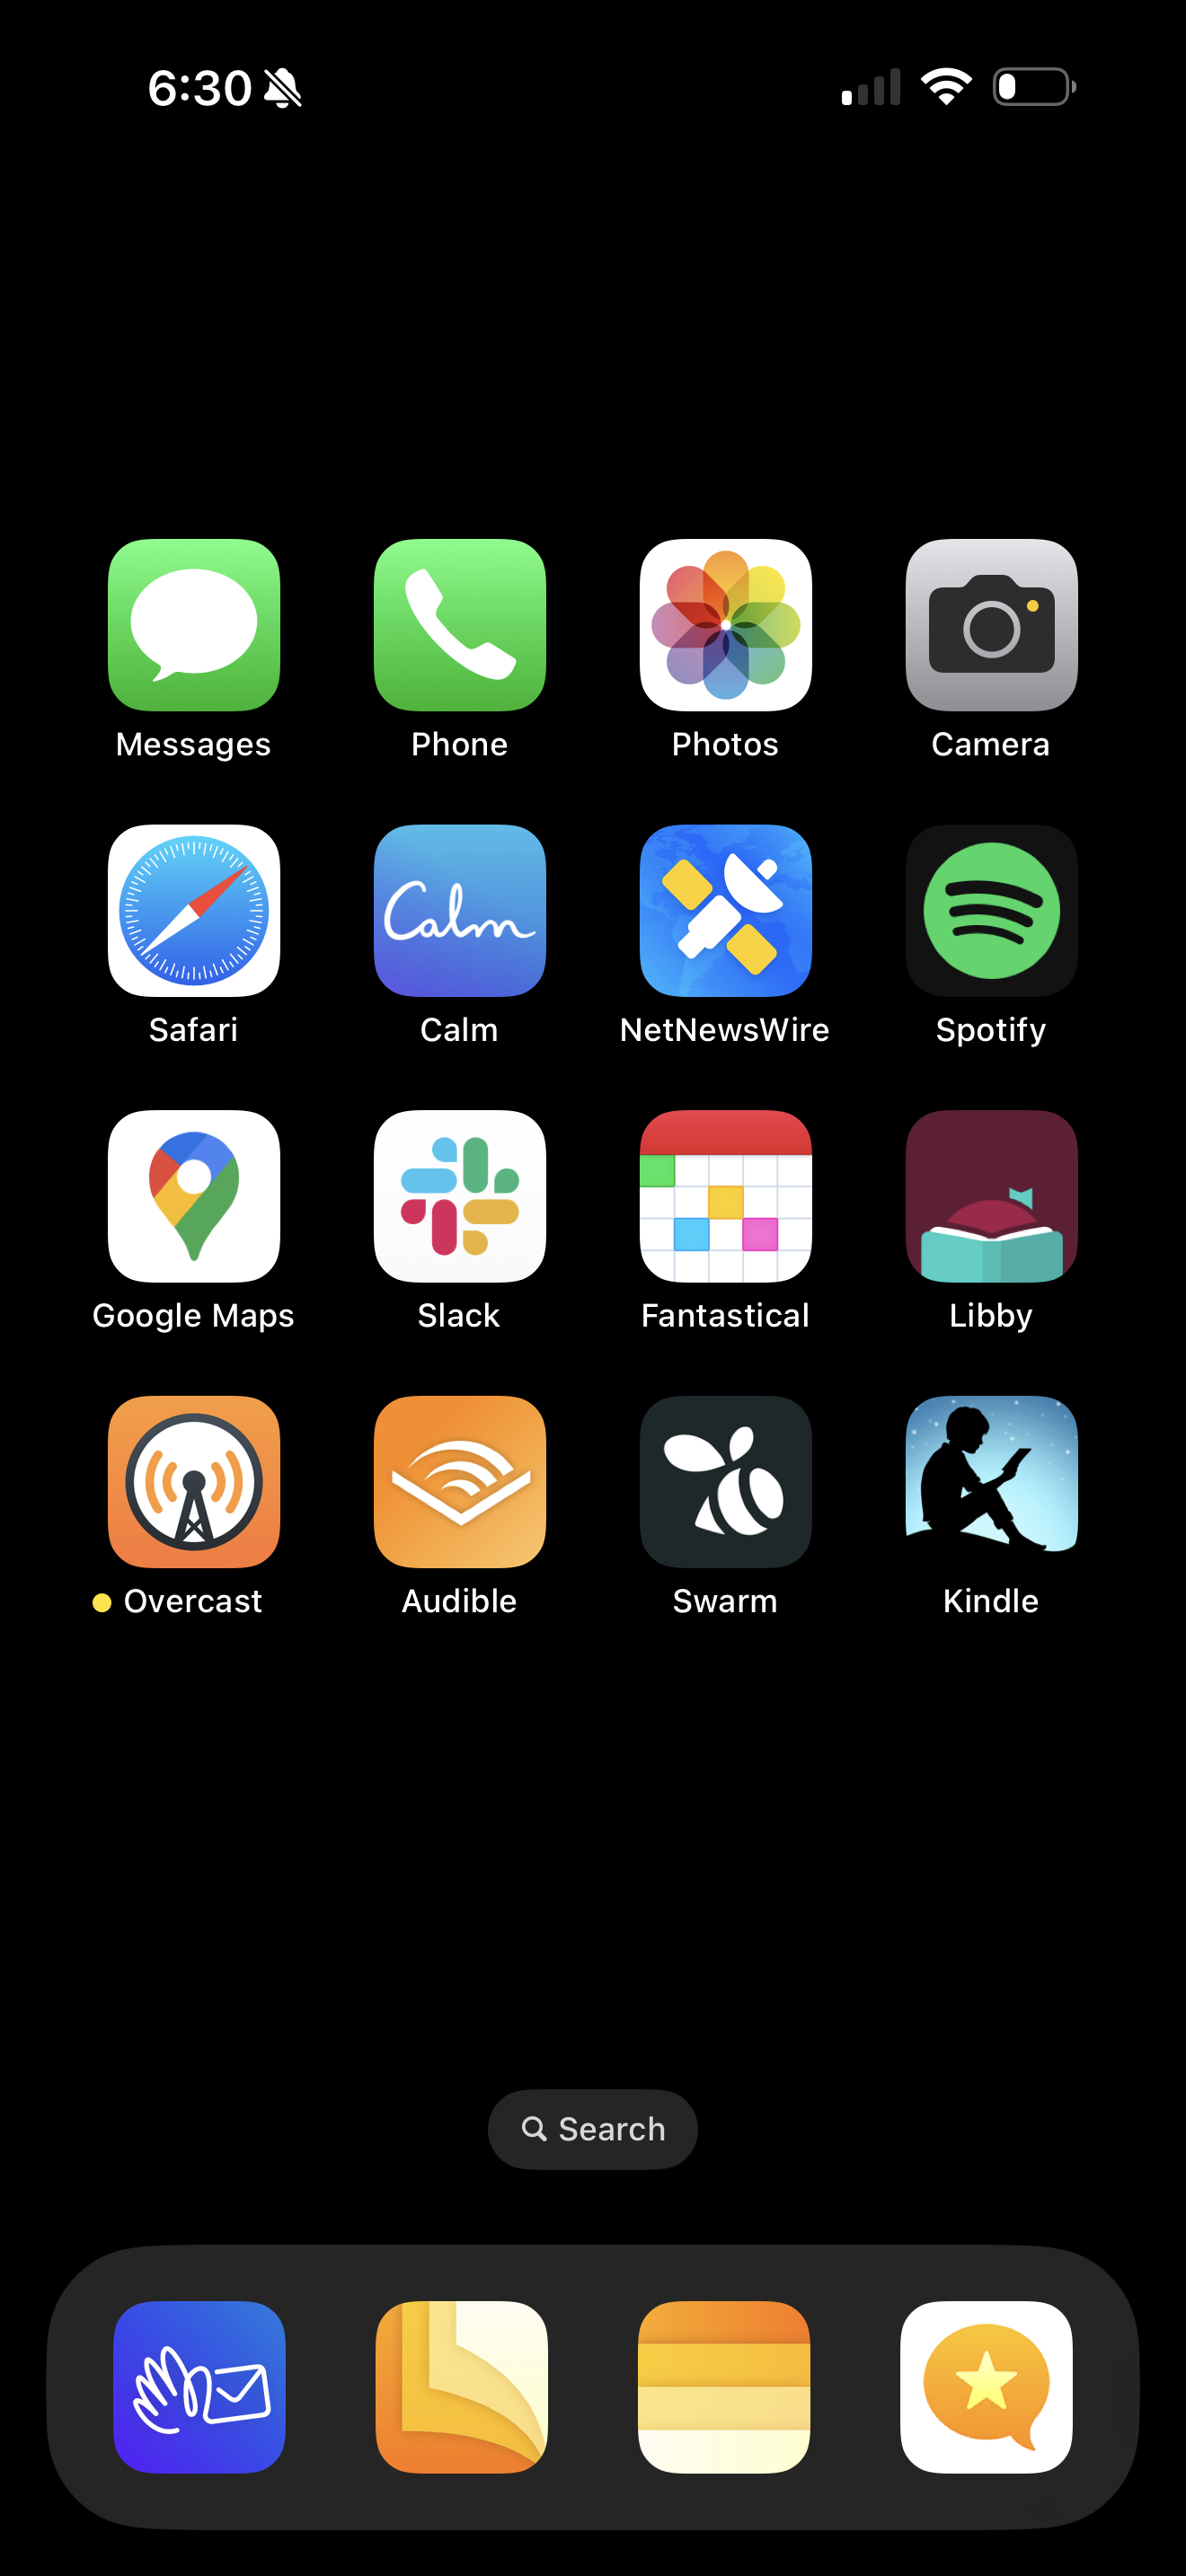 6:30
Messages Phone Photos Camera
Calm
Safari Calm NetNewsWire Spotify
Google Maps Slack Fantastical Libby
Overcast Audible Swarm Kindle
Search